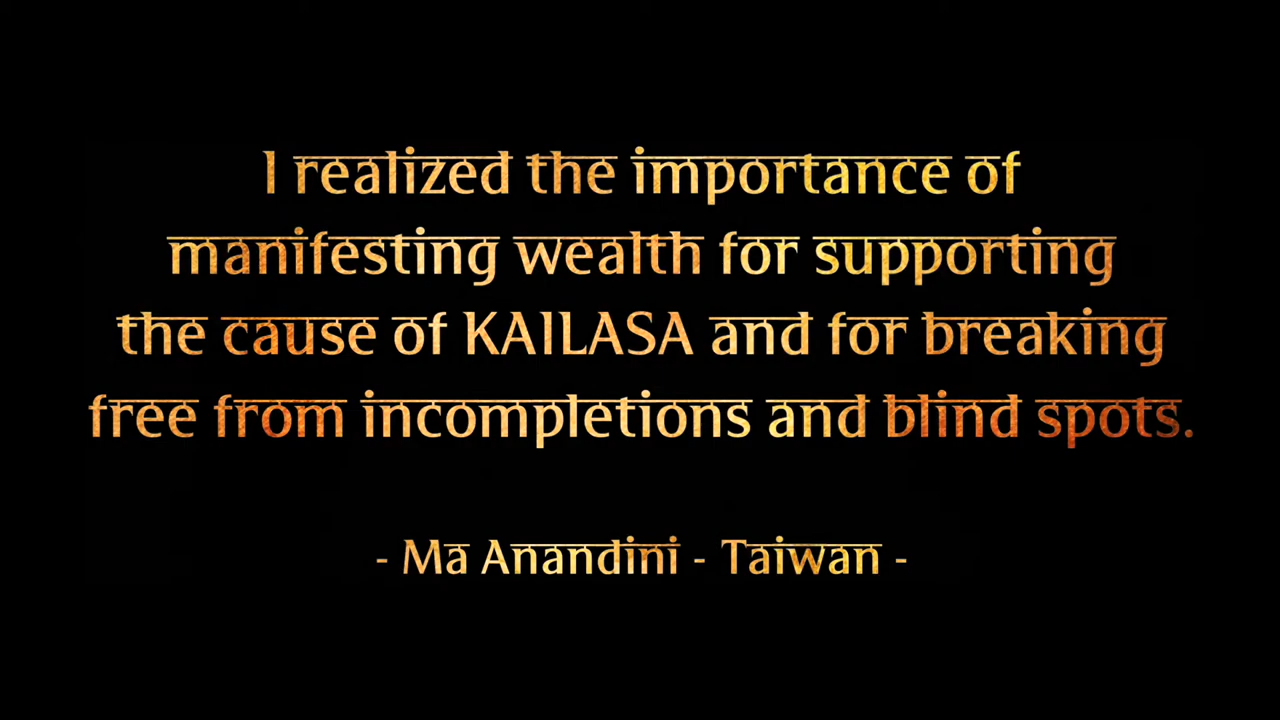 I realized the importance of
manifesting wealth for supporting
the cause of KAILASA and for breaking
free from incompletions and blind spots.
- Ma Anandini - Taiwan -